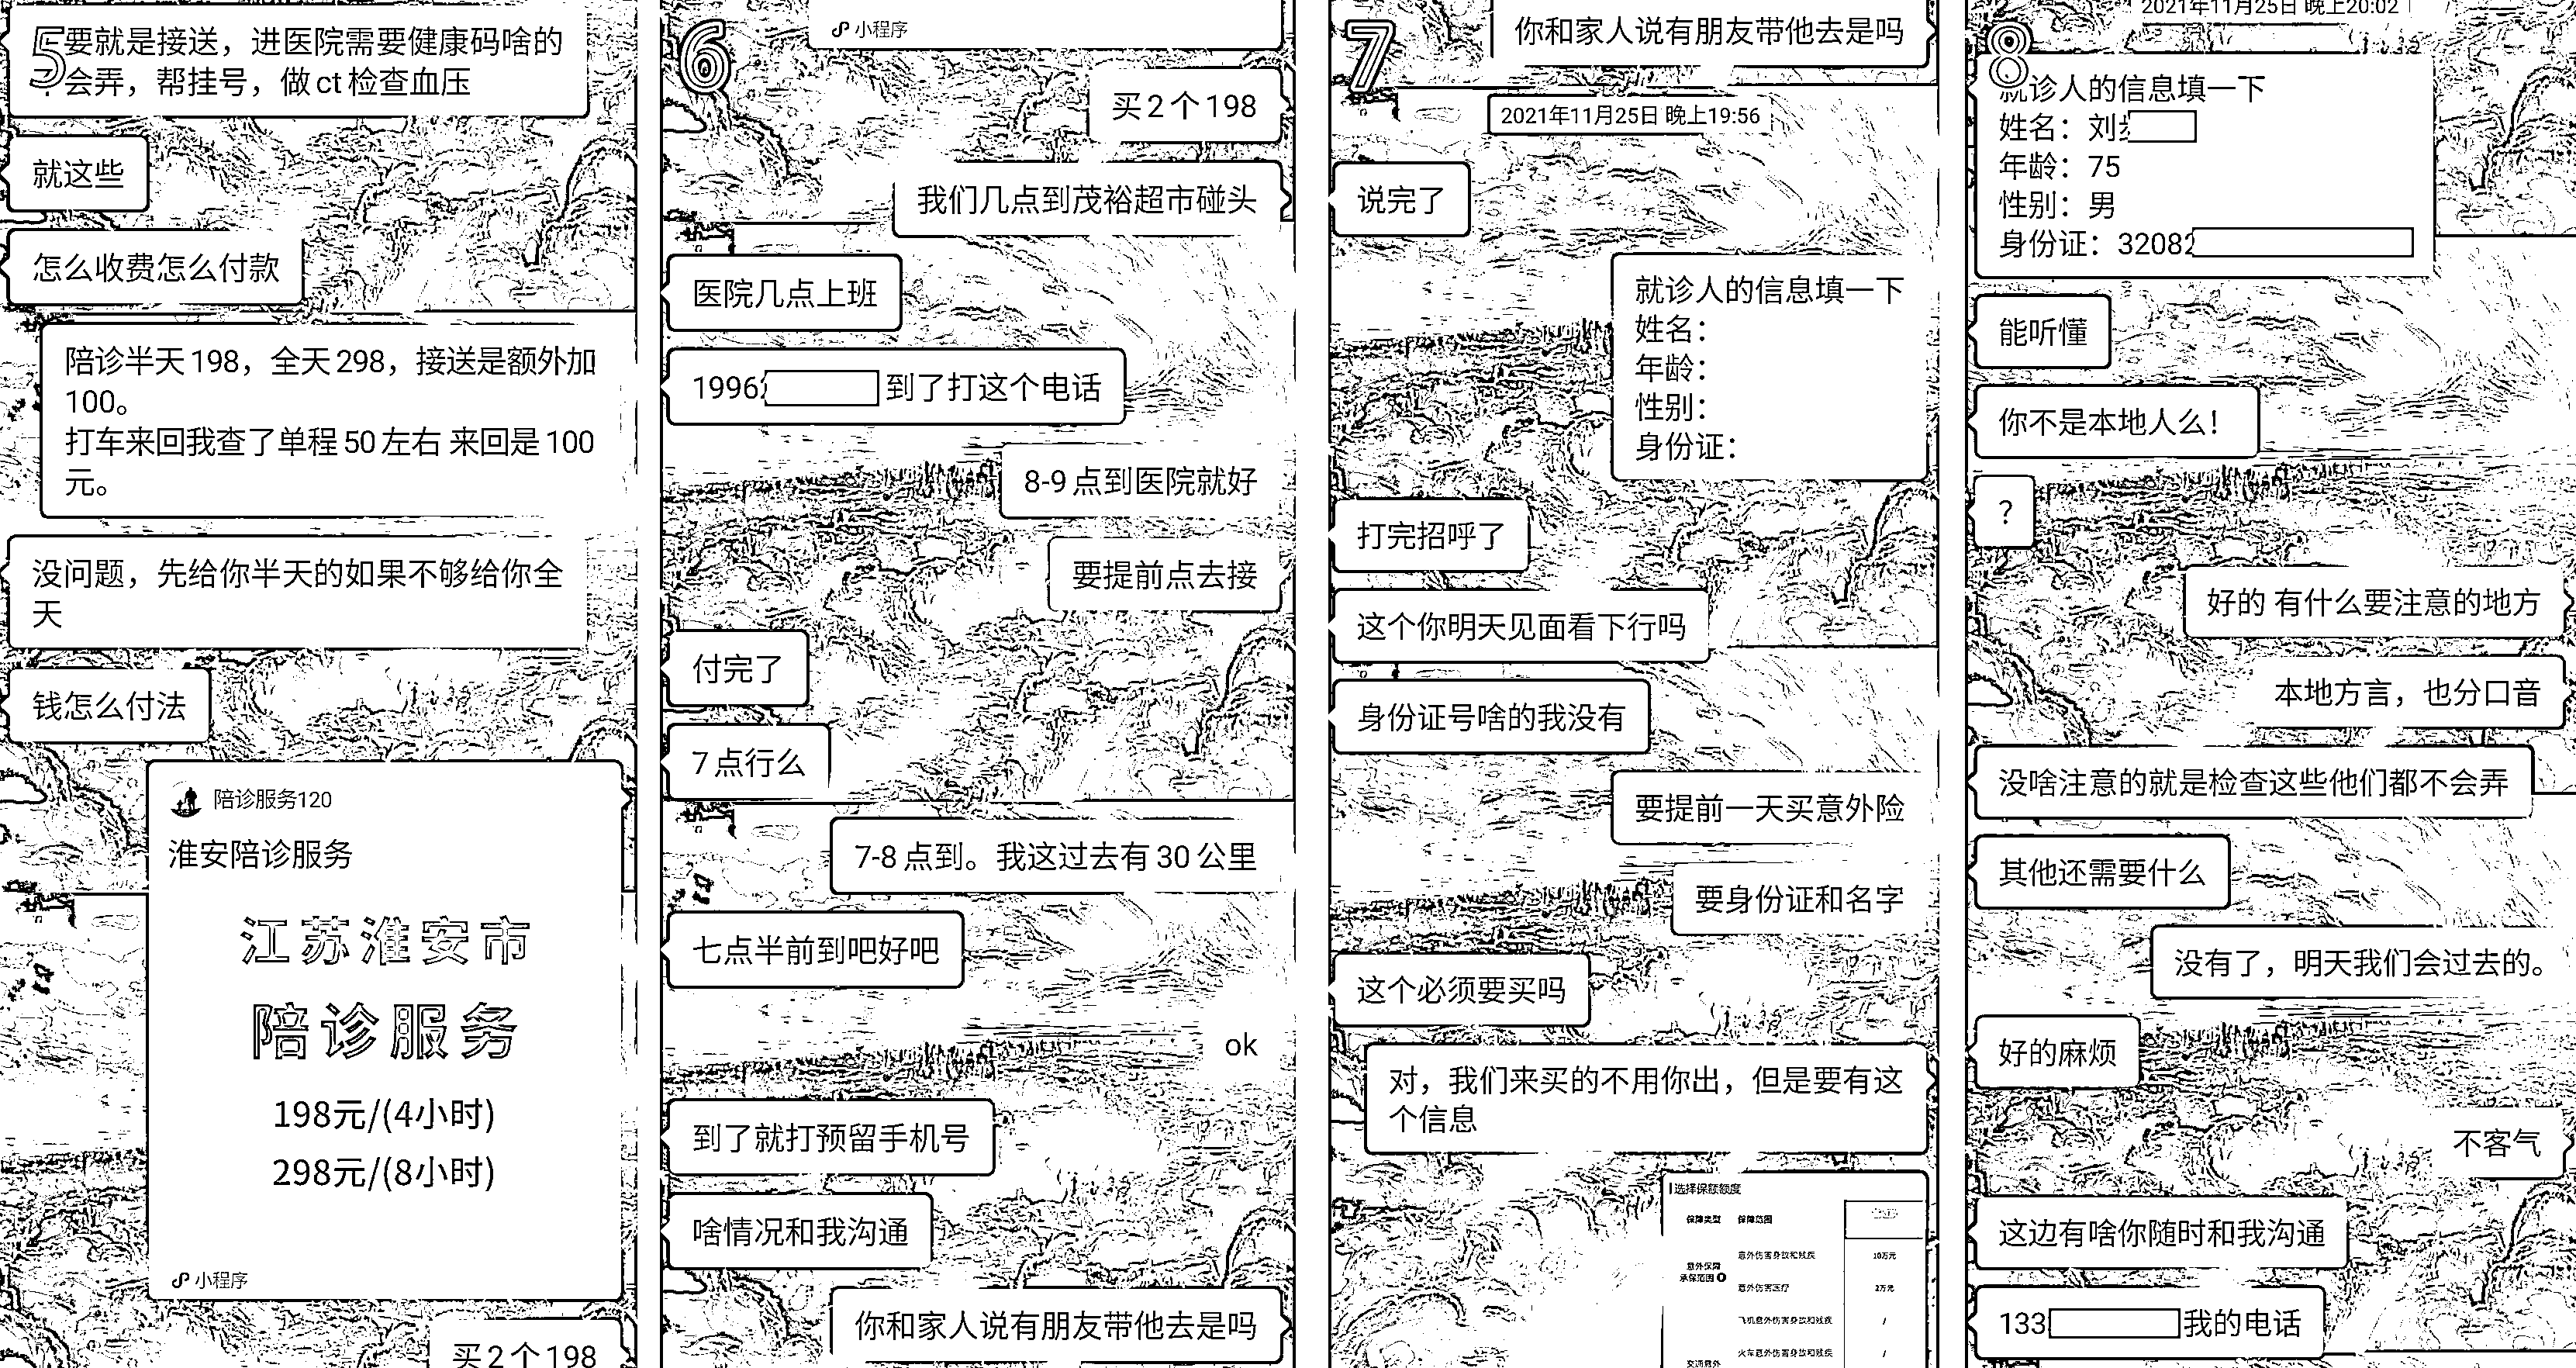 5
要就是接送，进医院需要健康码啥的
会弄，帮挂号，做ct检查血压
就这些
怎么收费怎么付款
陪诊半天198，全天298，接送是额外加
100。
打车来回我查了单程50左右 来回是100
元。
没问题，先给你半天的如果不够给你全
天
钱怎么付法
陪诊服务120
淮安陪诊服务
江苏淮安市
陪诊服务
198元/(4小时)
298元/(8小时)
小程序
买2个198
6
小程序
买2个198
我们几点到茂裕超市碰头
医院几点上班
1996 到了打这个电话
8-9点到医院就好
要提前点去接
付完了
7点行么
7-8点到。我这过去有30公里
七点半前到吧好吧
ok
到了就打预留手机号
啥情况和我沟通
你和家人说有朋友带他去是吗
7
你和家人说有朋友带他去是吗
2021年11月25日 晚上19:56
说完了
就诊人的信息填一下
姓名：
年龄：
性别：
身份证：
打完招呼了
这个你明天见面看下行吗
身份证号啥的我没有
要提前一天买意外险
要身份证和名字
这个必须要买吗
对，我们来买的不用你出，但是要有这
个信息
选择保额额度
保障类型 保障范围
意外伤害身故和残疾 10万元
意外保障
承保范围
意外伤害医疗 2万元
飞机意外伤害身故和残疾 /
火车意外伤害身故和残疾 /
交通意外
8
2021年11月25日 晚上20:02
就诊人的信息填一下
姓名：刘
年龄：75
性别：男
身份证：32082
能听懂
你不是本地人么！
？
好的 有什么要注意的地方
本地方言，也分口音
没啥注意的就是检查这些他们都不会弄
其他还需要什么
没有了，明天我们会过去的。
好的麻烦
不客气
这边有啥你随时和我沟通
133 我的电话